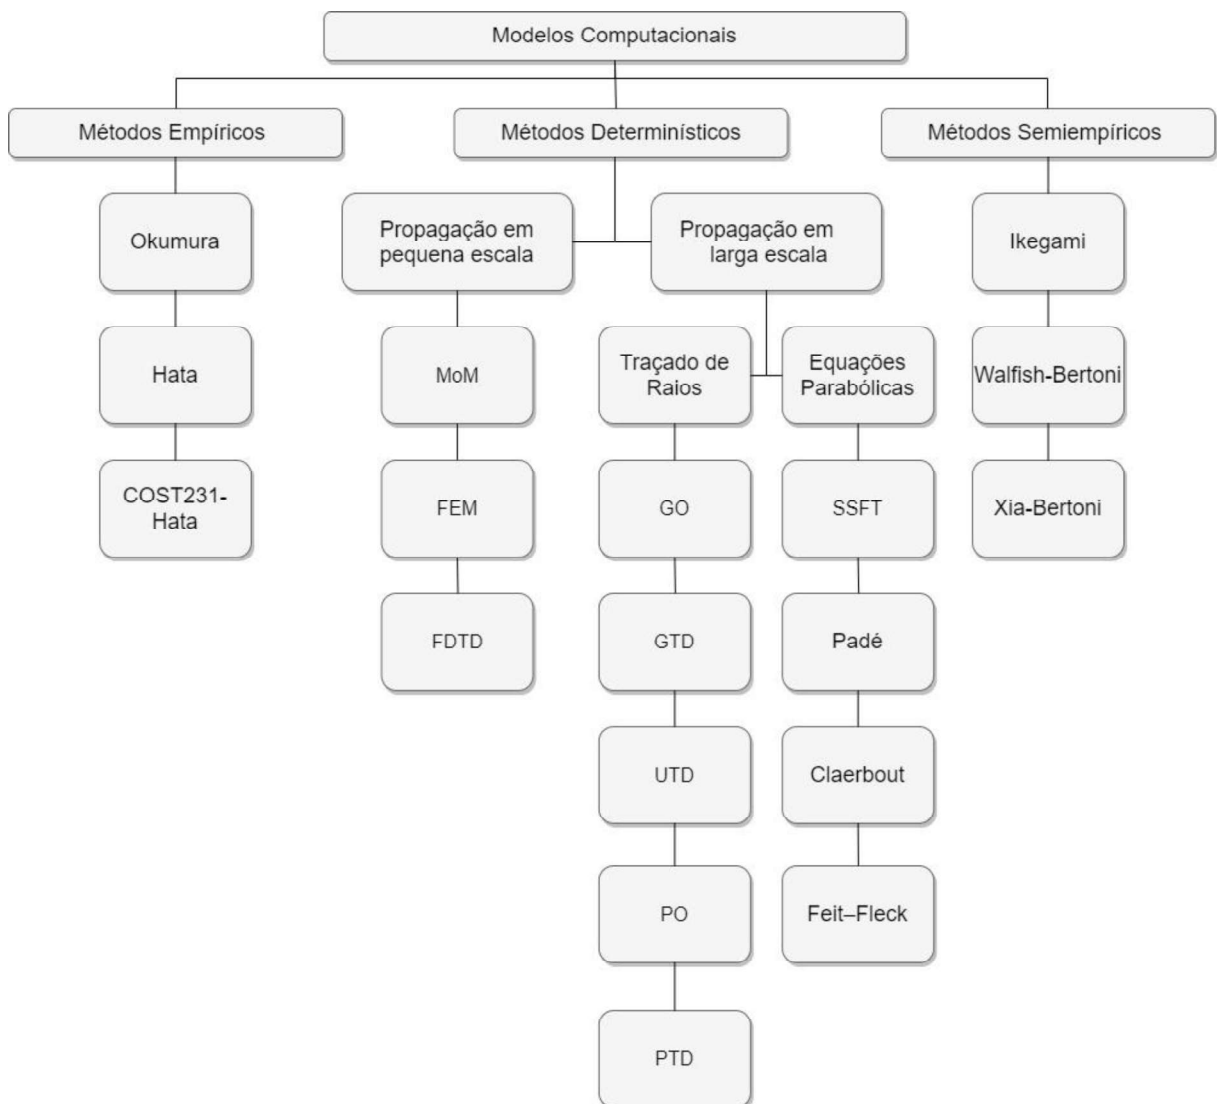 Modelos Computacionais
Métodos Empíricos
Métodos Determinísticos
Métodos Semiempíricos
Okumura
Propagação em
pequena escala
Propagação em
larga escala
Ikegami
Hata
MoM
Traçado de
Raios
Equações
Parabólicas
Walfish-Bertoni
COST231-
Hata
FEM
GO
SSFT
Xia-Bertoni
FDTD
GTD
Padé
UTD
Claerbout
PO
Feit–Fleck
PTD